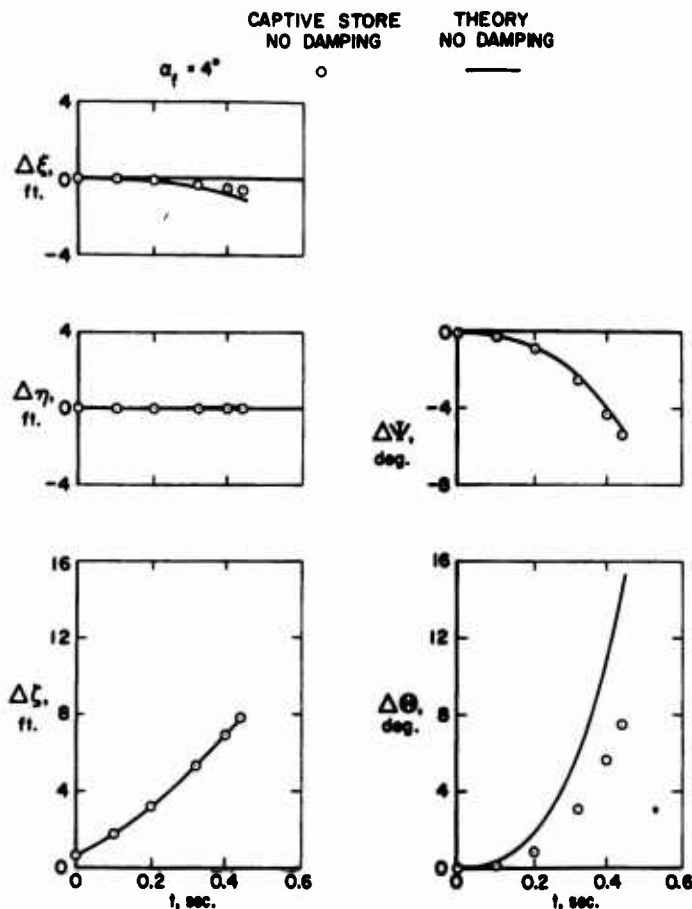 CAPTIVE STORE THEORY
NO DAMPING NO DAMPING
α_f = 4°
4
Δξ,
ft.
0
-4
4
Δη,
ft.
0
-4
0
-4
ΔΨ,
deg.
-8
16
12
Δζ,
ft.
8
4
0
0 0.2 0.4 0.6
t, sec.
16
12
ΔΘ,
deg.
8
4
0
0 0.2 0.4 0.6
t, sec.